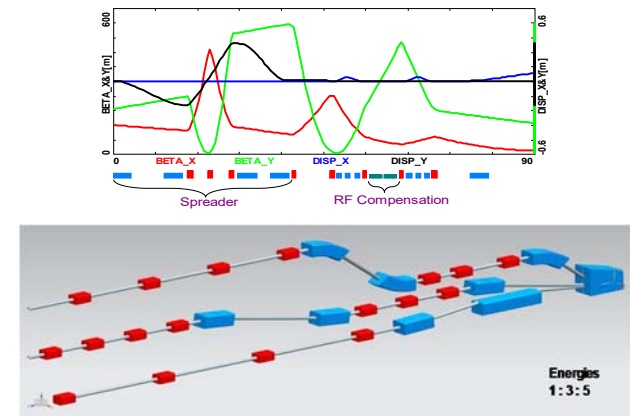 600
0.6
BETA_X&Y[m]
DISP_X&Y[m]
0
-0.6
0 BETA_X BETA_Y DISP_X DISP_Y 90
Spreader
RF Compensation
Energies
1:3:5